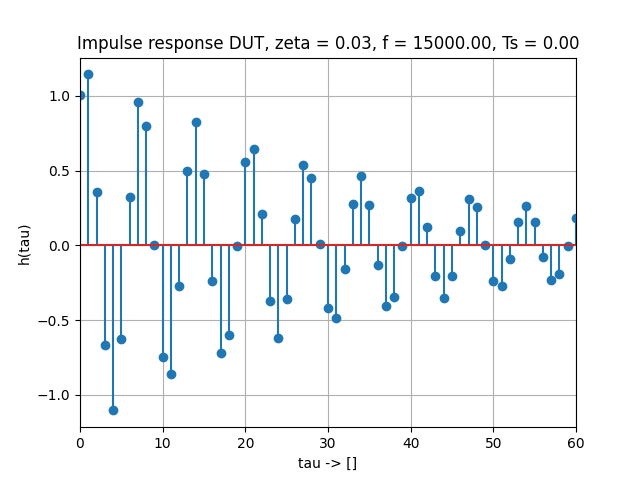 Impulse response DUT, zeta = 0.03, f = 15000.00, Ts = 0.00
1.0
0.5
0.0
−0.5
−1.0
h(tau)
0 10 20 30 40 50 60
tau -> []